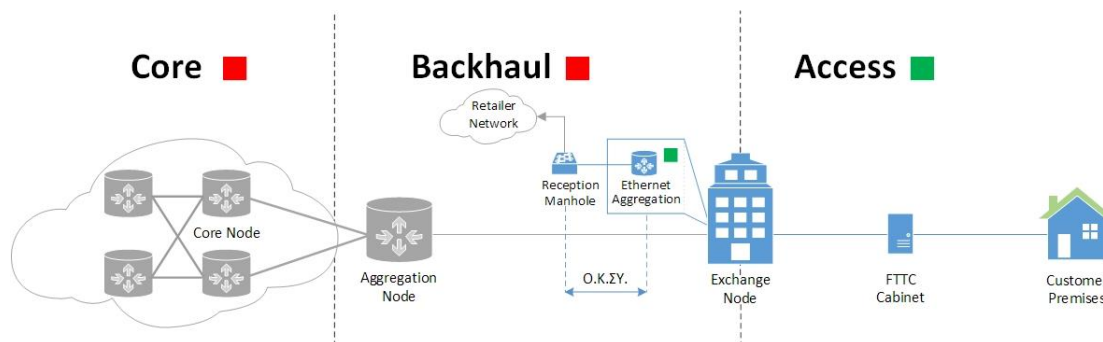 Core
Backhaul
Access
Retailer
Network
Reception
Manhole
Ethernet
Aggregation
Core Node
Aggregation
Node
Ο.Κ.ΣΥ.
Exchange
Node
FTTC
Cabinet
Customer
Premises